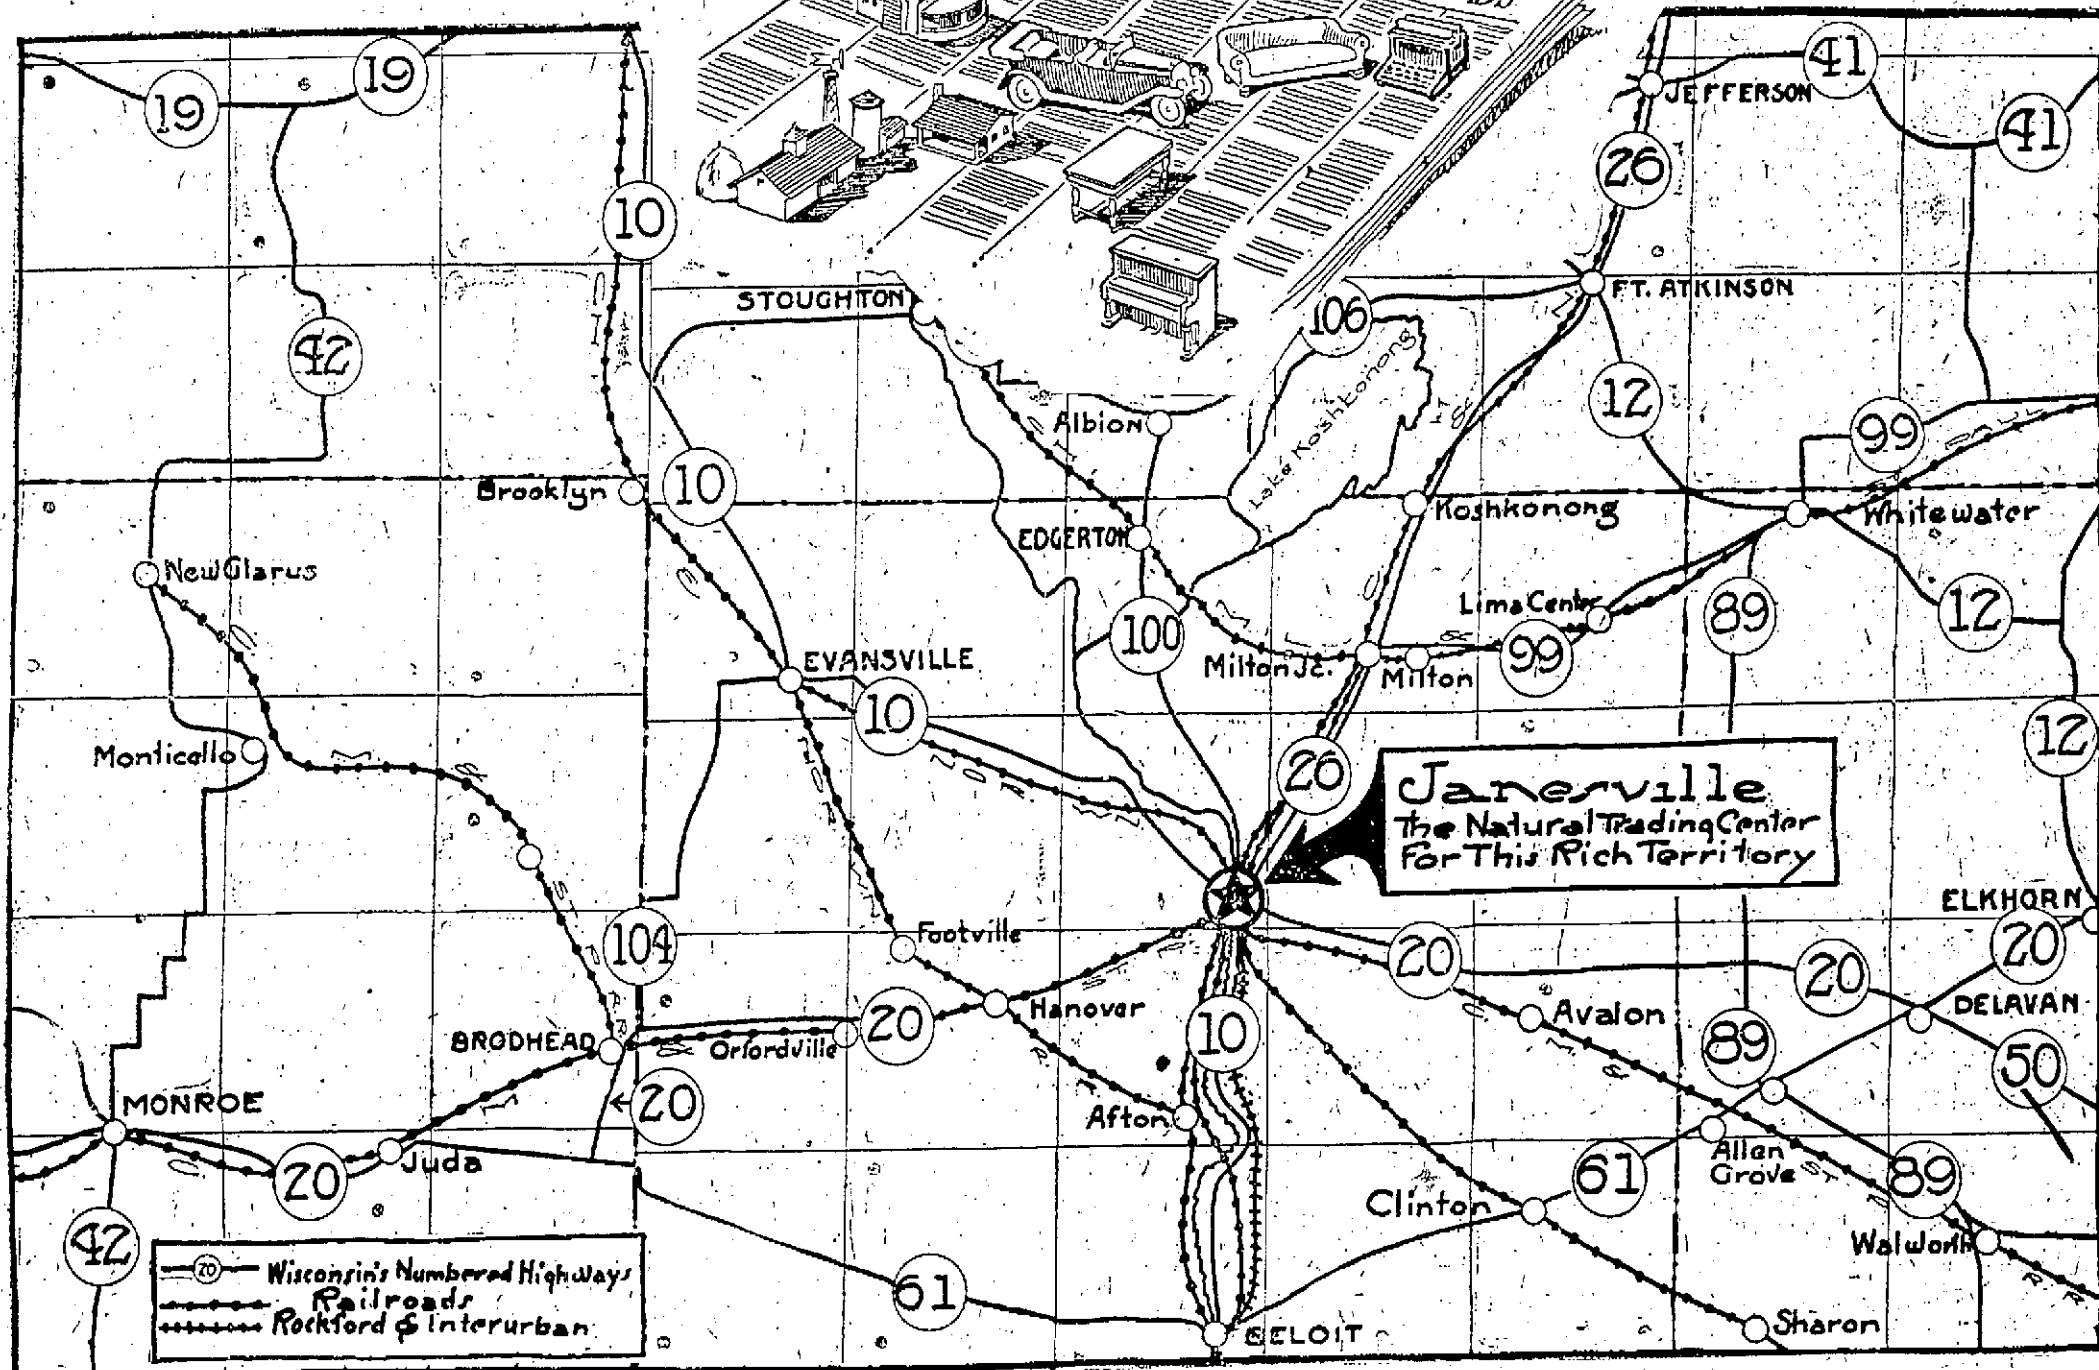 19
19
41
JEFFERSON
41
26
10
STOUGHTON
106
FT. ATKINSON
42
Lake Koshkonong
12
Albion
99
Brooklyn
10
Koshkonong
Whitewater
EDGERTON
New Glarus
Lima Center
89
12
100
99
EVANSVILLE
Milton Jc.
Milton
10
12
Monticello
26
Janesville
The Natural Trading Center
For This Rich Territory
ELKHORN
104
Footville
20
20
20
Hanover
Avalon
DELAVAN
BRODHEAD
Orfordville
20
10
89
50
MONROE
20
Afton
Juda
20
Allen
Grove
61
89
Clinton
42
Walworth
20 Wisconsin's Numbered Highways
Railroads
Rockford & Interurban
61
BELOIT
Sharon